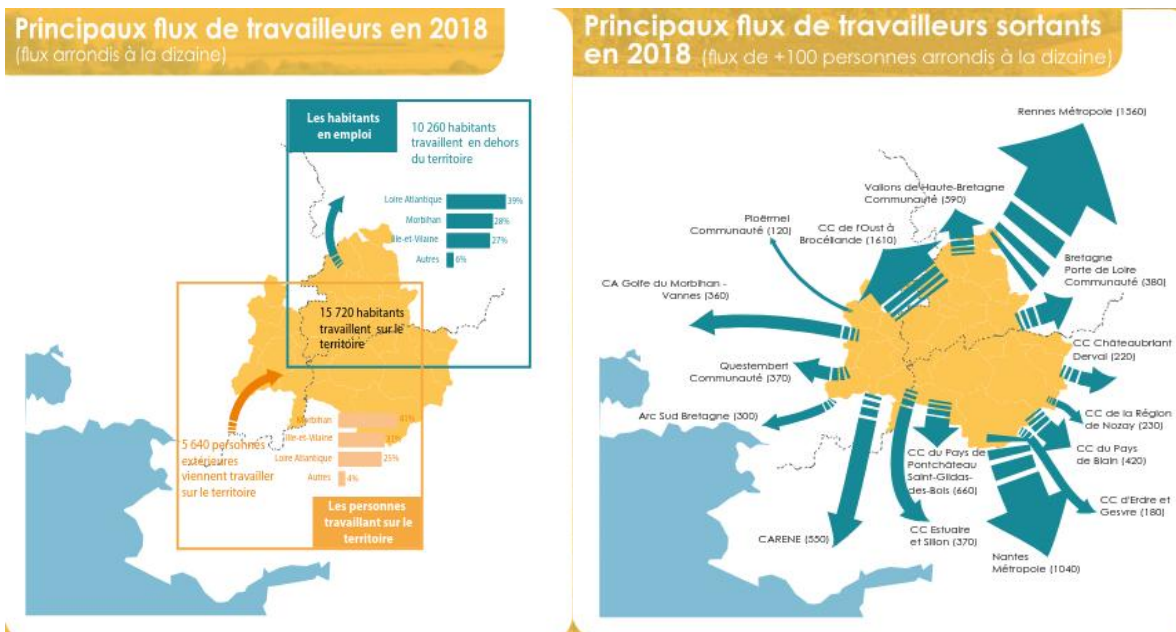 Principaux flux de travailleurs en 2018
(flux arrondis à la dizaine)
Les habitants
en emploi
10 260 habitants
travaillent en dehors
du territoire
Loire Atlantique 39%
Morbihan 28%
Ille-et-Vilaine 27%
Autres 6%
15 720 habitants
travaillent sur le
territoire
Morbihan 41%
Ille-et-Vilaine 31%
Loire Atlantique 25%
Autres 4%
5 640 personnes
extérieures
viennent travailler
sur le territoire
Les personnes
travaillant sur le
territoire
Principaux flux de travailleurs sortants
en 2018 (flux de +100 personnes arrondis à la dizaine)
Rennes Métropole (1560)
Vallons de Haute-Bretagne
Communauté (590)
Ploërmel
Communauté (120)
CC de l'Oust à
Brocéliande (1610)
Bretagne
Porte de Loire
Communauté (380)
CA Golfe du Morbihan -
Vannes (360)
CC Châteaubriant
Derval (220)
Questembert
Communauté (370)
CC de la Région
de Nozay (230)
Arc Sud Bretagne (300)
CC du Pays
de Blain (420)
CC du Pays de
Pontchâteau
Saint-Gildas-
des-Bois (660)
CC d'Erdre et
Gesvre (180)
CARENE (550)
CC Estuaire
et Sillon (370)
Nantes
Métropole (1040)